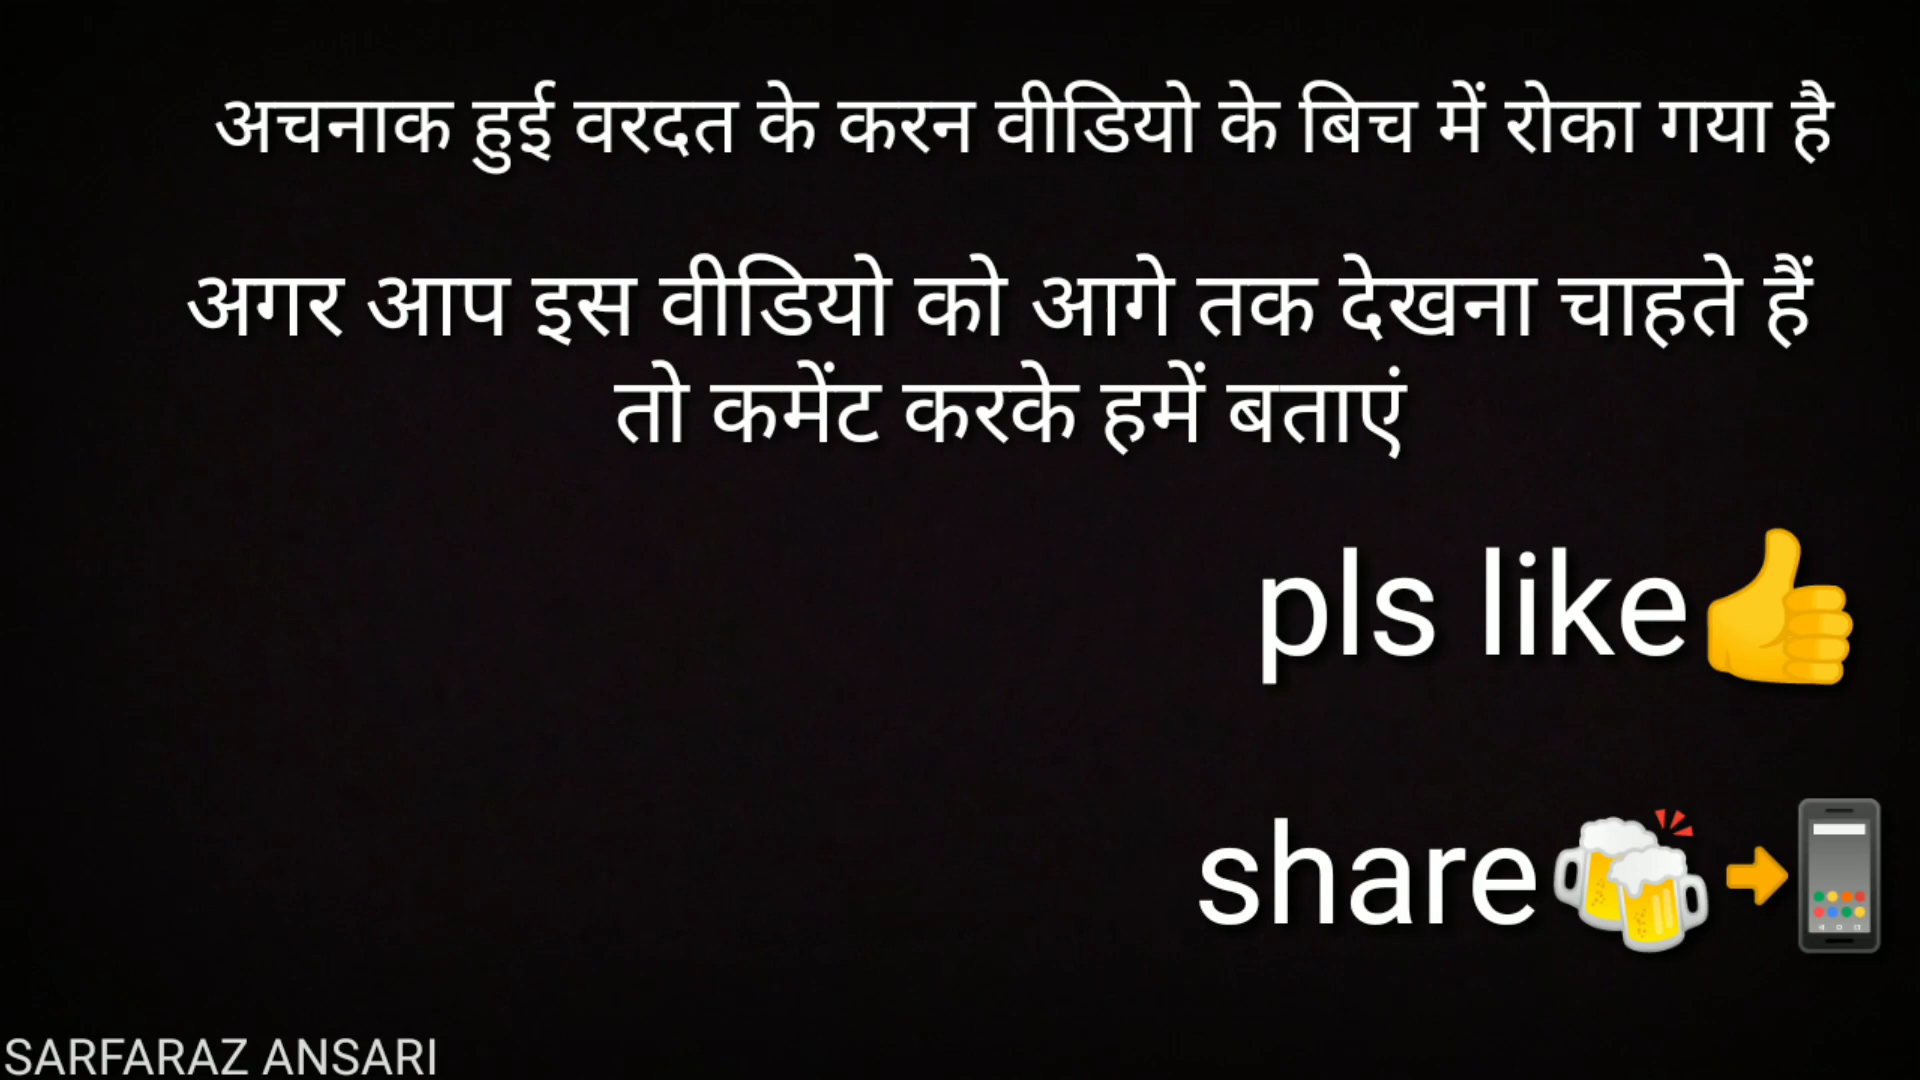 अचनाक हुई वरदत के करन वीडियो के बिच में रोका गया है
अगर आप इस वीडियो को आगे तक देखना चाहते हैं
तो कमेंट करके हमें बताएं
pls like👍
share🍻➡📱
SARFARAZ ANSARI